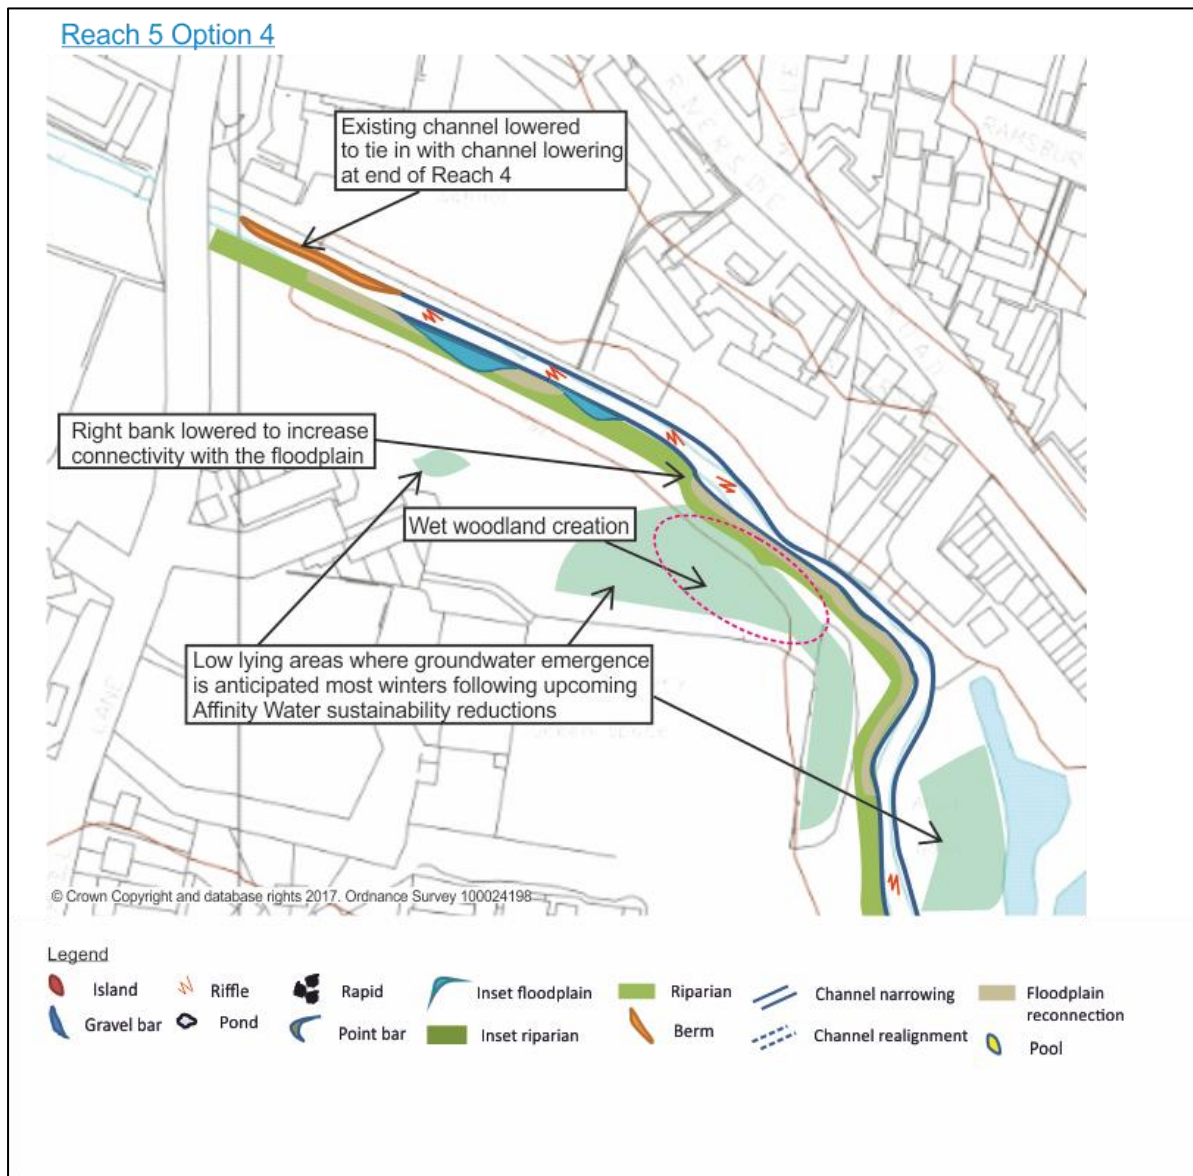 Reach 5 Option 4
Existing channel lowered
to tie in with channel lowering
at end of Reach 4
RIVERSIDE
ROAD
RAMSBUR
Right bank lowered to increase
connectivity with the floodplain
Wet woodland creation
Low lying areas where groundwater emergence
is anticipated most winters following upcoming
Affinity Water sustainability reductions
LANE
© Crown Copyright and database rights 2017. Ordnance Survey 100024198
Legend
Island
Riffle
Rapid
Inset floodplain
Riparian
Channel narrowing
Floodplain
reconnection
Gravel bar
Pond
Point bar
Inset riparian
Berm
Channel realignment
Pool